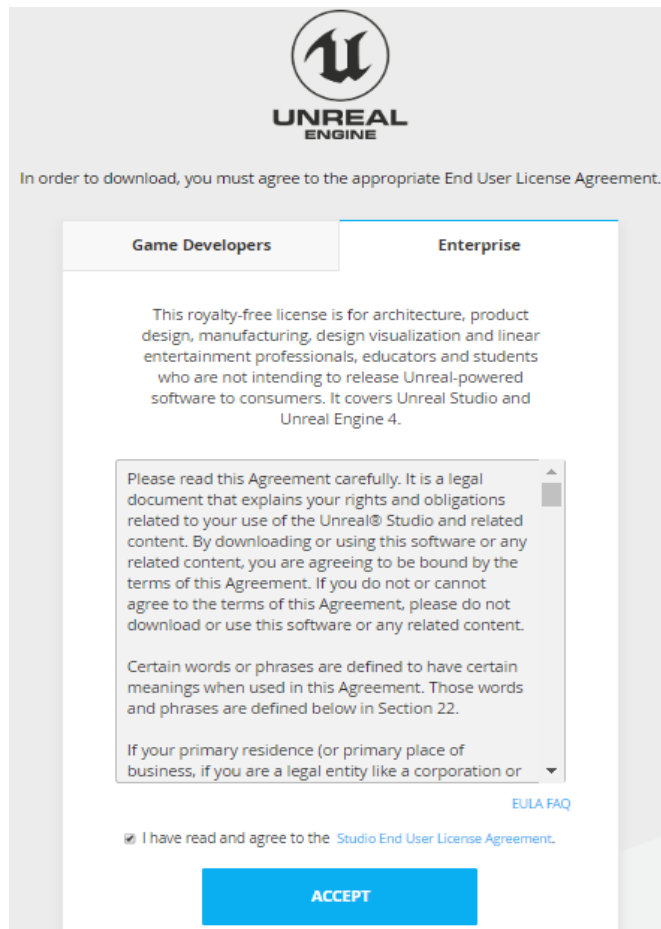 UNREAL
ENGINE
In order to download, you must agree to the appropriate End User License Agreement.
Game Developers
Enterprise
This royalty-free license is for architecture, product
design, manufacturing, design visualization and linear
entertainment professionals, educators and students
who are not intending to release Unreal-powered
software to consumers. It covers Unreal Studio and
Unreal Engine 4.
Please read this Agreement carefully. It is a legal
document that explains your rights and obligations
related to your use of the Unreal® Studio and related
content. By downloading or using this software or any
related content, you are agreeing to be bound by the
terms of this Agreement. If you do not or cannot
agree to the terms of this Agreement, please do not
download or use this software or any related content.
Certain words or phrases are defined to have certain
meanings when used in this Agreement. Those words
and phrases are defined below in Section 22.
If your primary residence (or primary place of
business, if you are a legal entity like a corporation or
EULA FAQ
I have read and agree to the Studio End User License Agreement.
ACCEPT